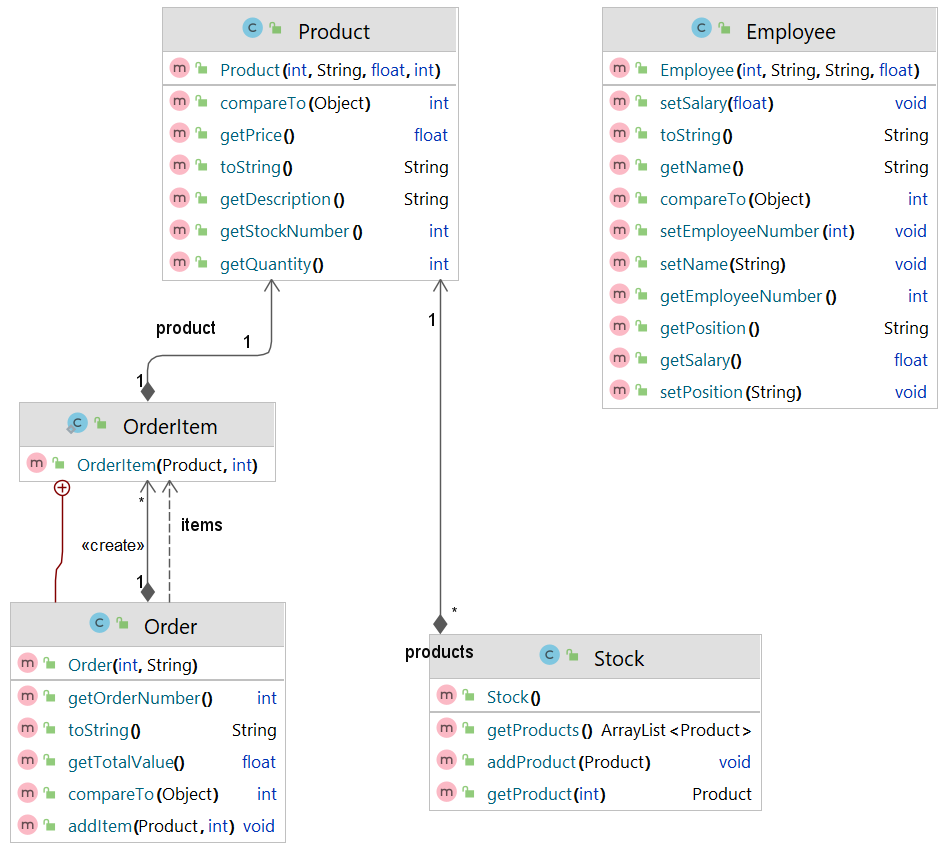 Product
Product(int, String, float, int)
compareTo(Object) int
getPrice() float
toString() String
getDescription() String
getStockNumber() int
getQuantity() int
Employee
Employee(int, String, String, float)
setSalary(float) void
toString() String
getName() String
compareTo(Object) int
setEmployeeNumber(int) void
setName(String) void
getEmployeeNumber() int
getPosition() String
getSalary() float
setPosition(String) void
product
1
1
1
OrderItem
OrderItem(Product, int)
*
items
«create»
1
Order
Order(int, String)
getOrderNumber() int
toString() String
getTotalValue() float
compareTo(Object) int
addItem(Product, int) void
*
products
Stock
Stock()
getProducts() ArrayList<Product>
addProduct(Product) void
getProduct(int) Product